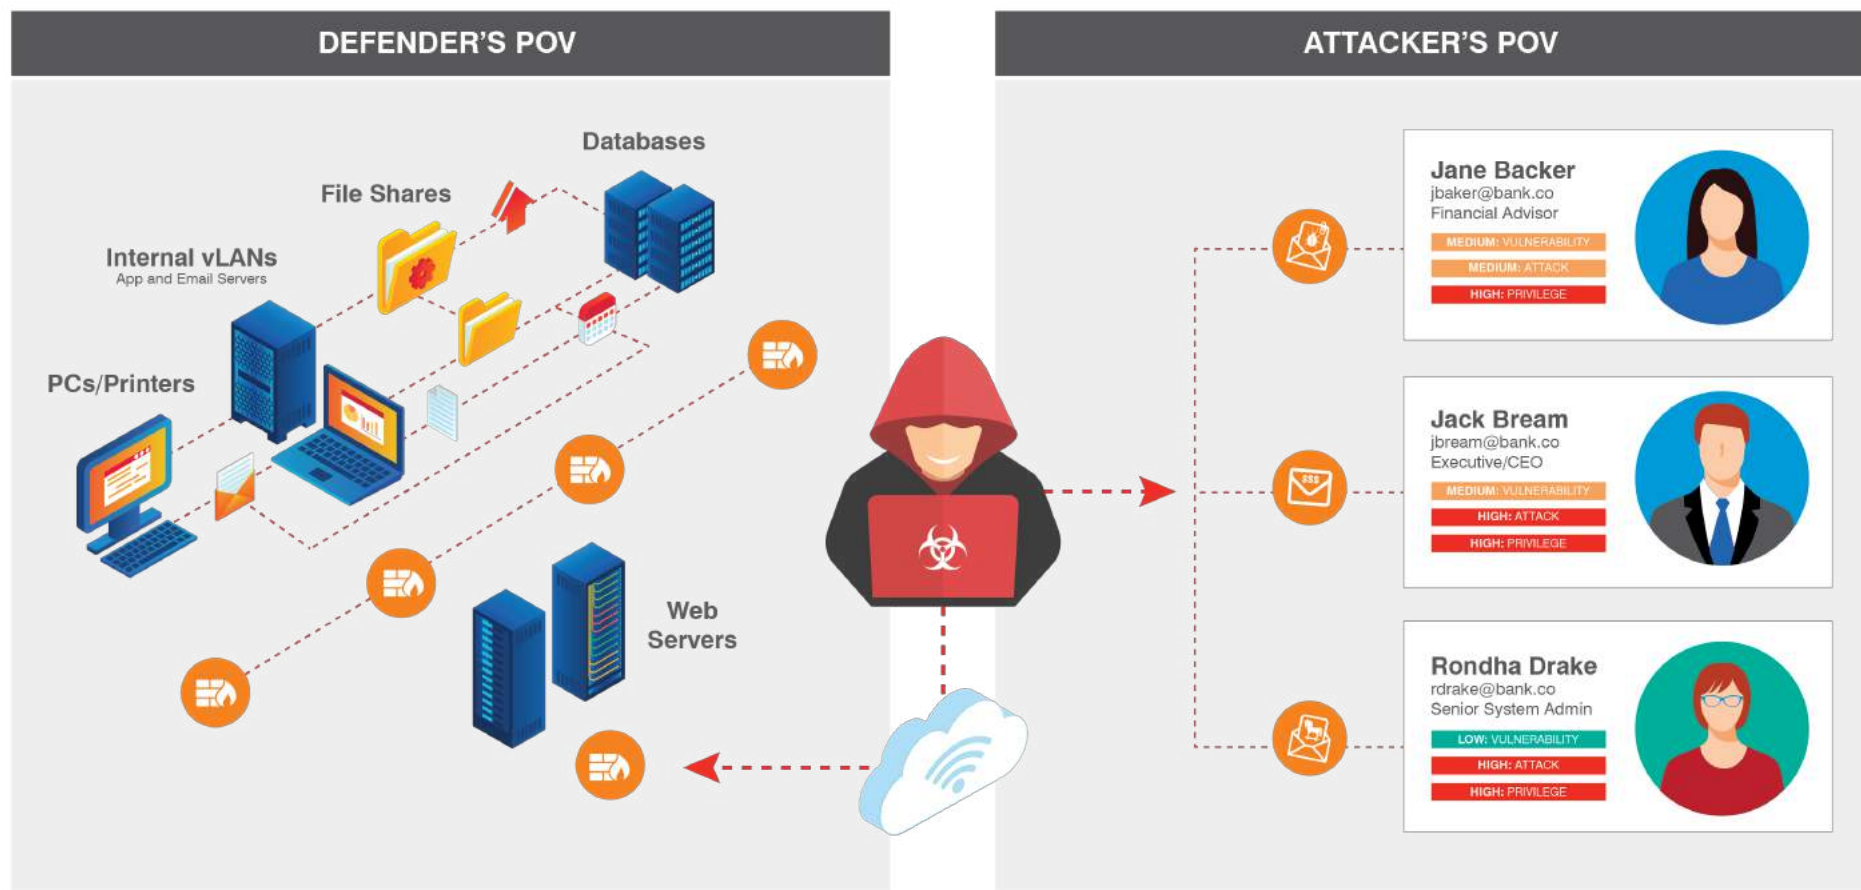 DEFENDER'S POV
Databases
File Shares
Internal vLANs
App and Email Servers
PCs/Printers
Web
Servers
ATTACKER'S POV
Jane Backer
jbaker@bank.co
Financial Advisor
MEDIUM: VULNERABILITY
MEDIUM: ATTACK
HIGH: PRIVILEGE
$$$
Jack Bream
jbream@bank.co
Executive/CEO
MEDIUM: VULNERABILITY
HIGH: ATTACK
HIGH: PRIVILEGE
Rondha Drake
rdrake@bank.co
Senior System Admin
LOW: VULNERABILITY
HIGH: ATTACK
HIGH: PRIVILEGE